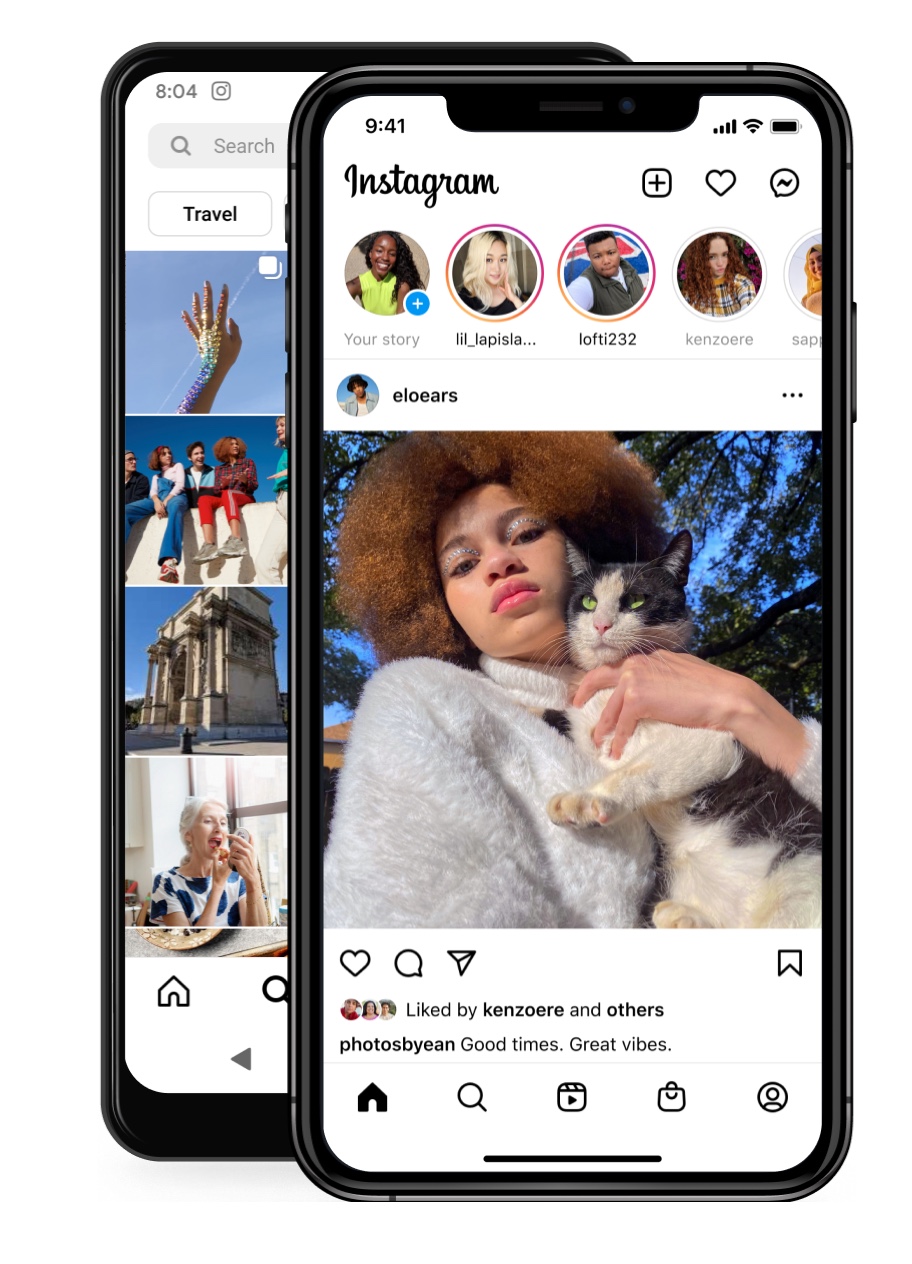 8:04
Search
Travel
9:41
Instagram
Your story
lil_lapisla...
lofti232
kenzoere
sapp
eloears
Liked by kenzoere and others
photosbyean Good times. Great vibes.